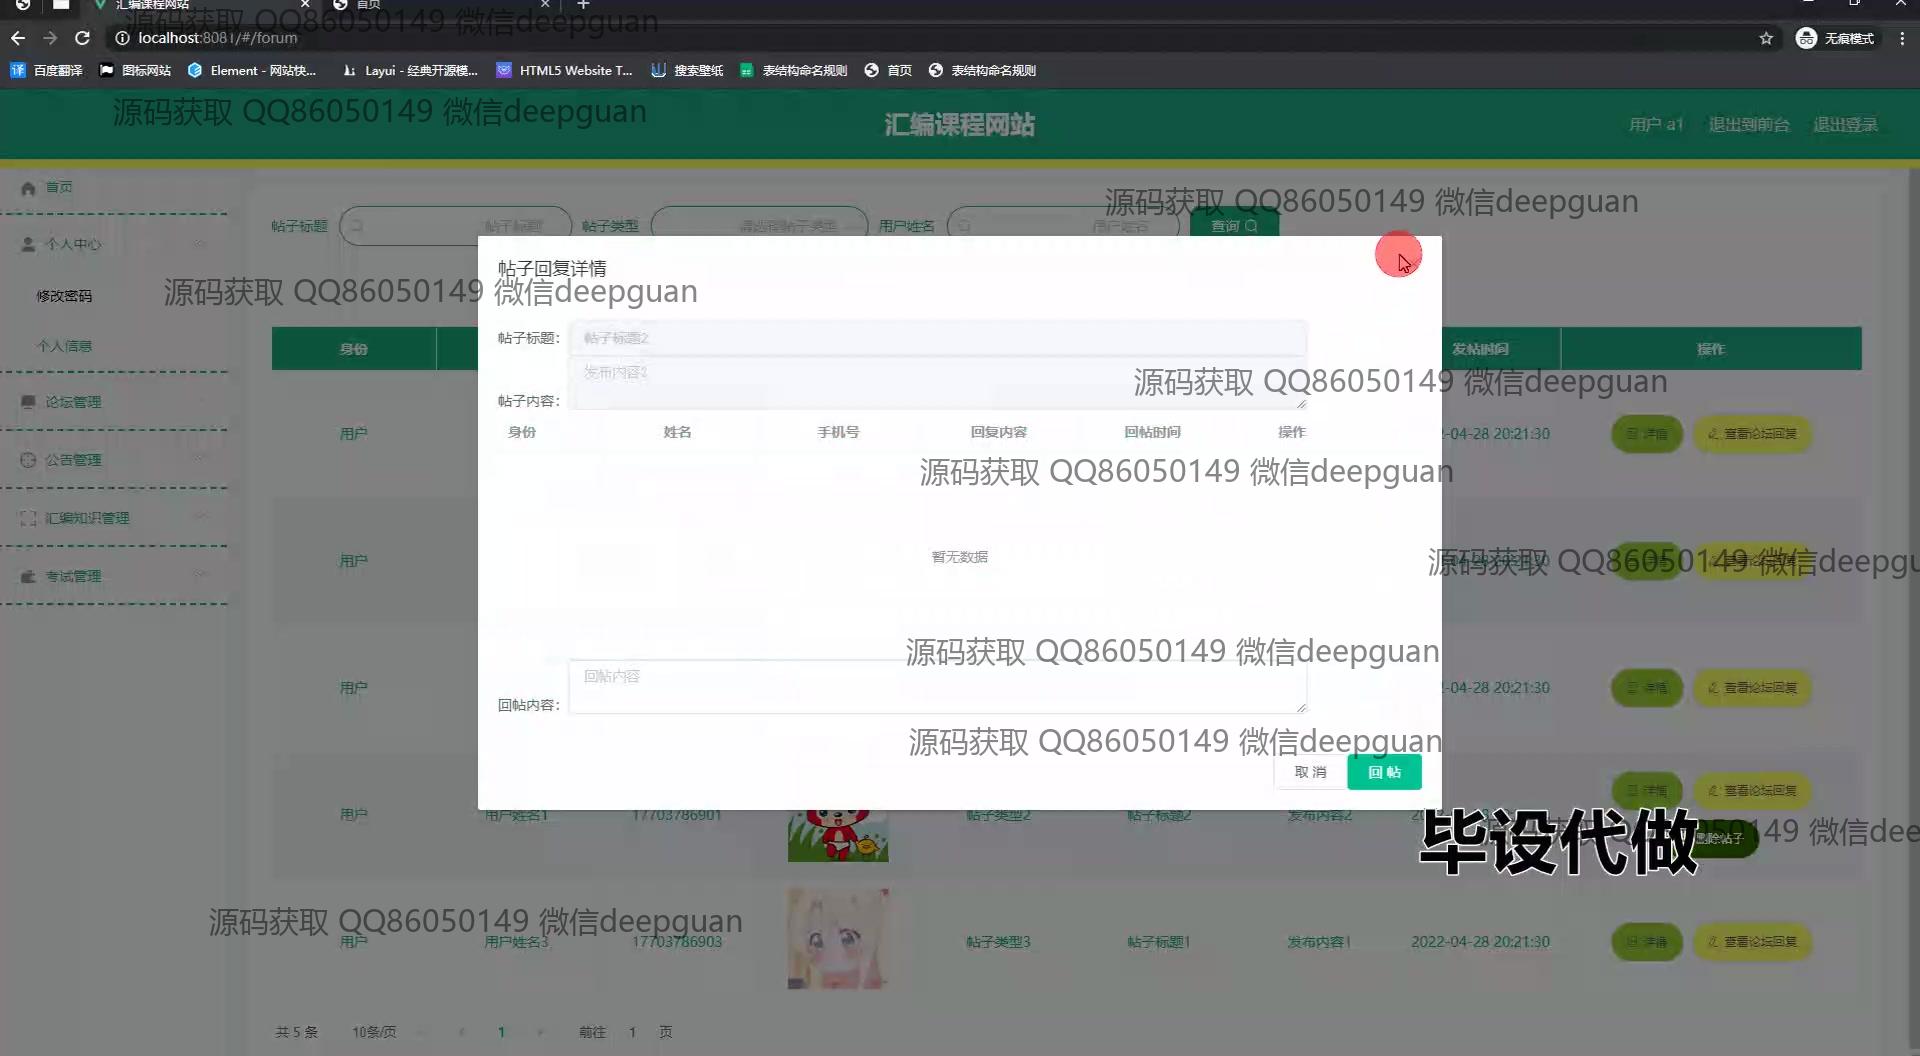 汇编课程网站
首页
源码获取 QQ86050149 微信deepguan
localhost:8081/#/forum
无痕模式
百度翻译
图标网站
Element - 网站快...
Layui - 经典开源模...
HTML5 Website T...
搜索壁纸
表结构命名规则
首页
表结构命名规则
源码获取 QQ86050149 微信deepguan
汇编课程网站
用户 a1
退出到前台
退出登录
首页
源码获取 QQ86050149 微信deepguan
帖子标题
帖子标题
帖子类型
请选择帖子类型
用户姓名
用户姓名
查询
个人中心
帖子回复详情
修改密码
源码获取 QQ86050149 微信deepguan
帖子标题：
帖子标题2
个人信息
身份
发帖时间
操作
发布内容2
源码获取 QQ86050149 微信deepguan
帖子内容：
论坛管理
身份
姓名
手机号
回复内容
回帖时间
操作
用户
-04-28 20:21:30
详情
查看论坛回复
公告管理
源码获取 QQ86050149 微信deepguan
汇编知识管理
暂无数据
用户
源码获取 QQ86050149 微信deepgu
考试管理
源码获取 QQ86050149 微信deepguan
回帖内容
用户
-04-28 20:21:30
详情
查看论坛回复
回帖内容：
源码获取 QQ86050149 微信deepguan
取 消
回 帖
详情
查看论坛回复
用户
用户姓名1
17703786901
帖子类型2
帖子标题2
发布内容2
毕设代做
149 微信dee
删除帖子
源码获取 QQ86050149 微信deepguan
用户
用户姓名3
17703786903
帖子类型3
帖子标题1
发布内容1
2022-04-28 20:21:30
详情
查看论坛回复
共 5 条
10条/页
1
前往
1
页